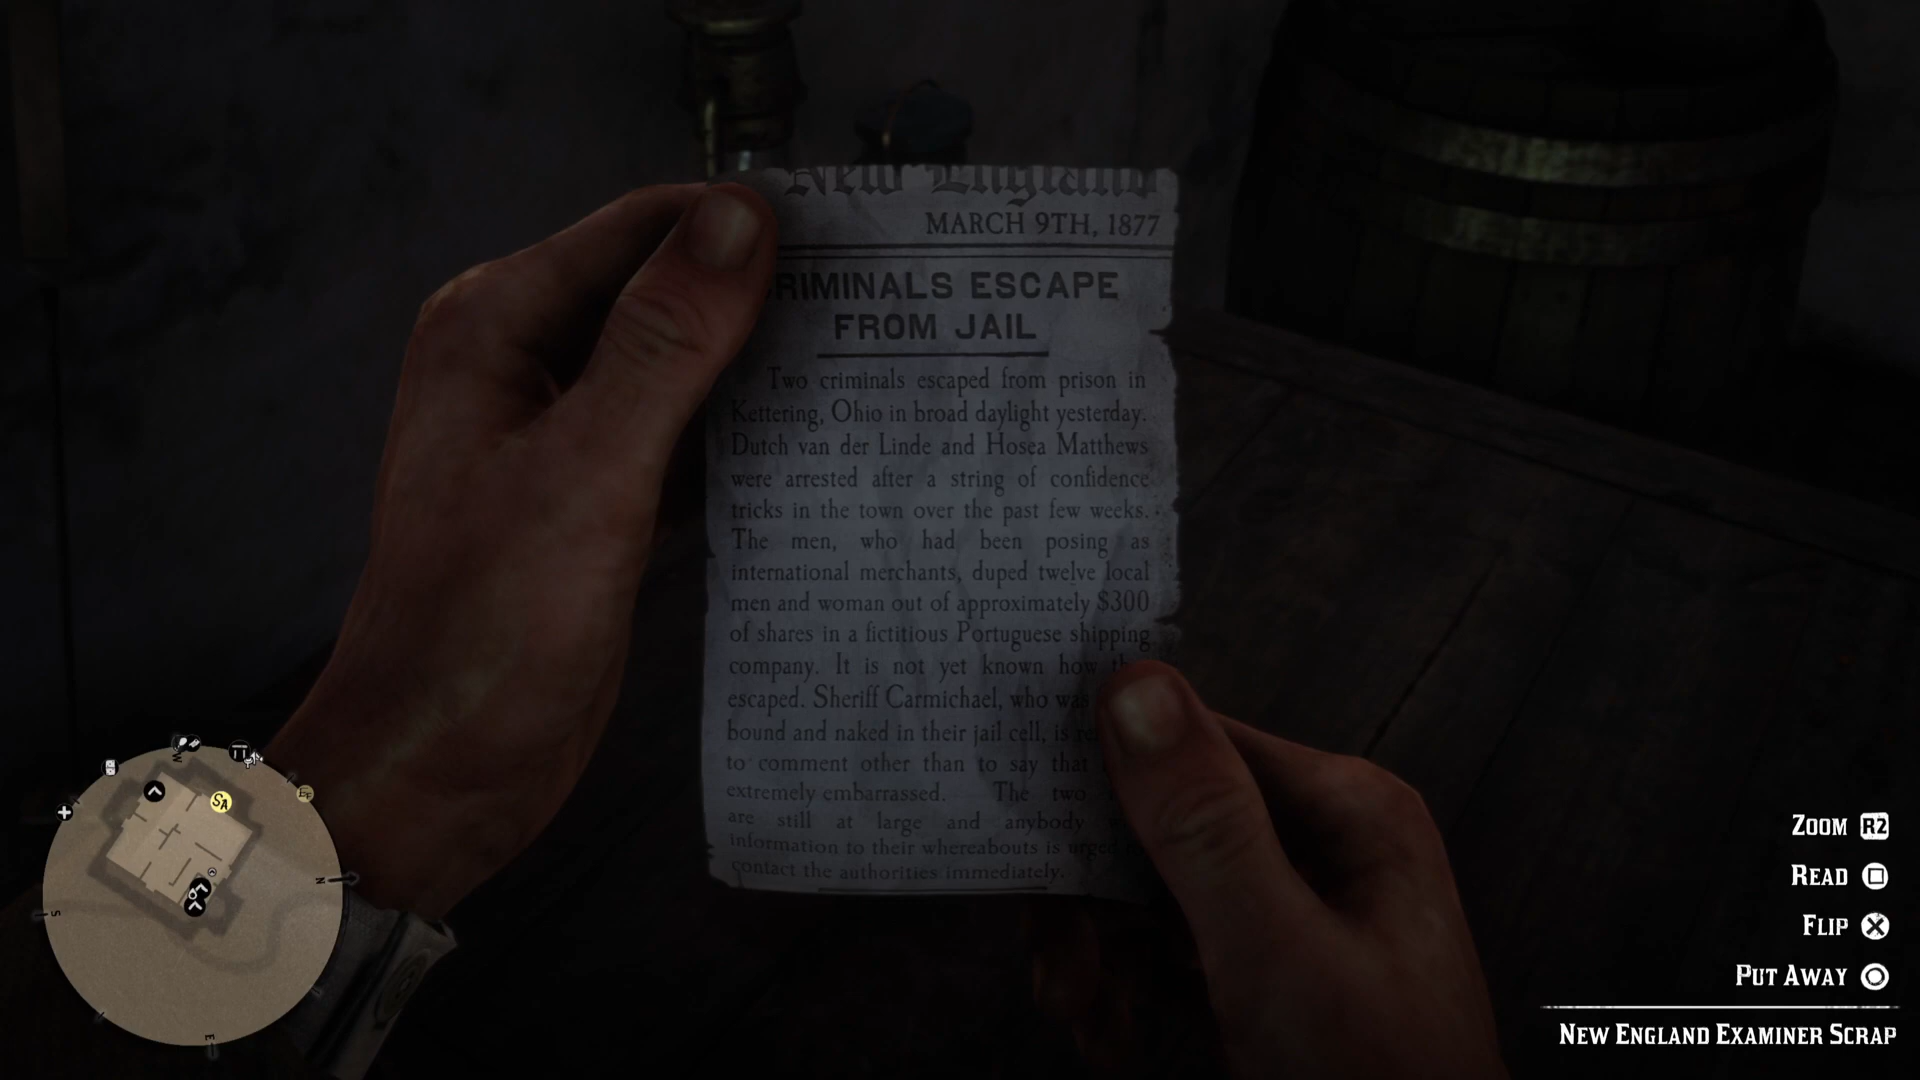 New England
MARCH 9TH, 1877
RIMINALS ESCAPE
FROM JAIL
Two criminals escaped from prison in
Kettering, Ohio in broad daylight yesterday.
Dutch van der Linde and Hosea Matthews
were arrested after a string of confidence
tricks in the town over the past few weeks.
The men, who had been posing as
international merchants, duped twelve local
men and woman out of approximately $300
of shares in a fictitious Portuguese shipping
company. It is not yet known how
escaped. Sheriff Carmichael, who was
bound and naked in their jail cell, is
to comment other than to say that
extremely embarrassed. The two
are still at large and anybody
information to their whereabouts is urged
contact the authorities immediately.
W
SA
EF
N
S
E
ZOOM R2
READ
FLIP
PUT AWAY
NEW ENGLAND EXAMINER SCRAP